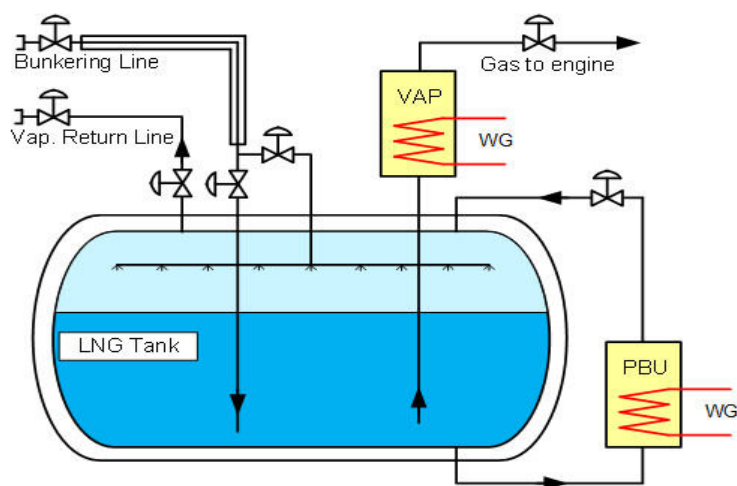 Bunkering Line
Vap. Return Line
VAP
WG
Gas to engine
LNG Tank
PBU
WG